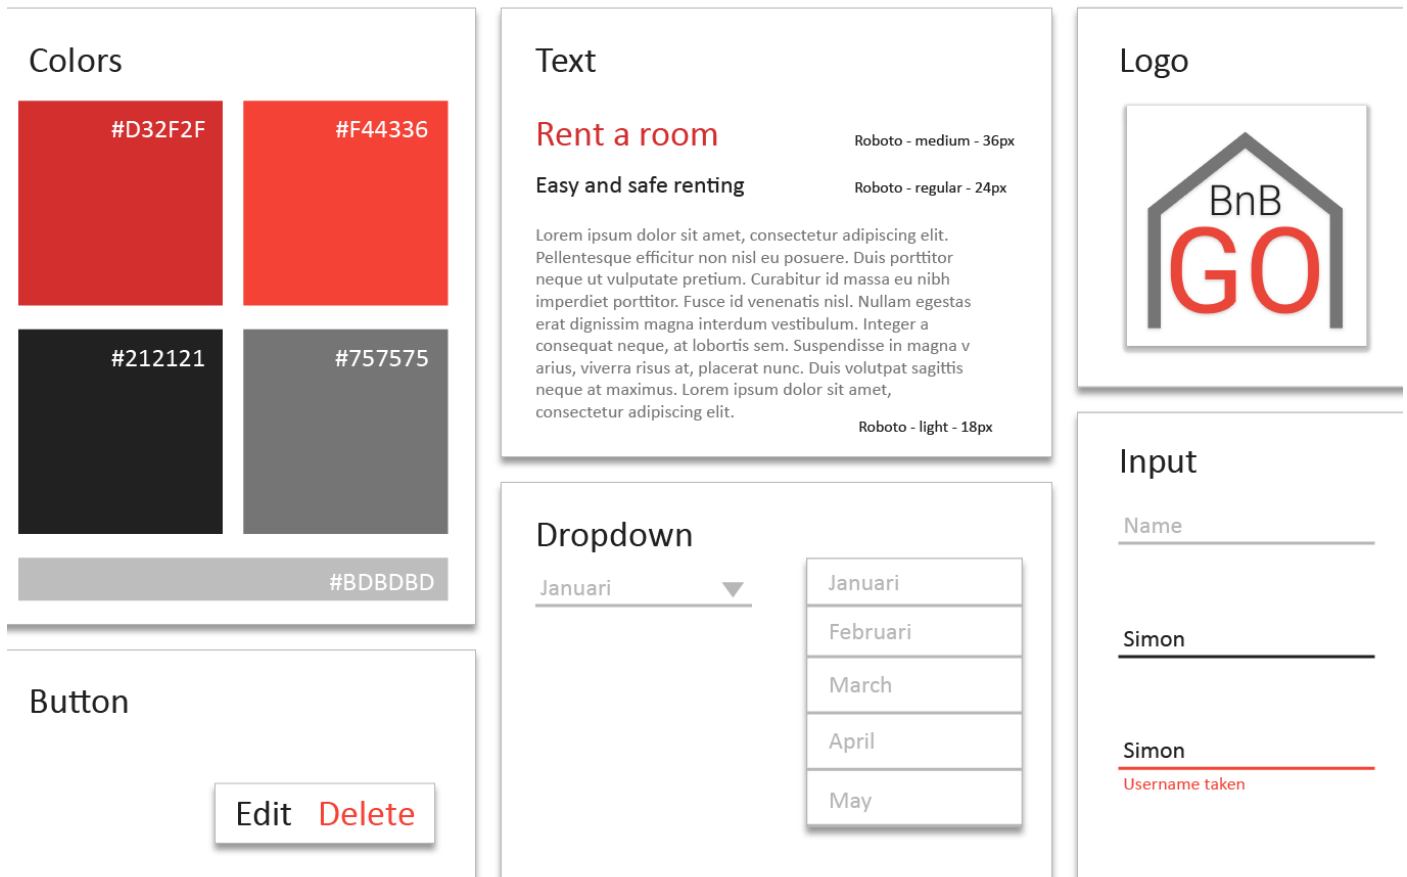 Colors
#D32F2F
#F44336
#212121
#757575
#BDBDBD
Button
Edit Delete
Text
Rent a room
Roboto - medium - 36px
Easy and safe renting
Roboto - regular - 24px
Lorem ipsum dolor sit amet, consectetur adipiscing elit.
Pellentesque efficitur non nisl eu posuere. Duis porttitor
neque ut vulputate pretium. Curabitur id massa eu nibh
imperdiet porttitor. Fusce id venenatis nisl. Nullam egestas
erat dignissim magna interdum vestibulum. Integer a
consequat neque, at lobortis sem. Suspendisse in magna v
arius, viverra risus at, placerat nunc. Duis volutpat sagittis
neque at maximus. Lorem ipsum dolor sit amet,
consectetur adipiscing elit.
Roboto - light - 18px
Dropdown
Januari
Januari
Februari
March
April
May
Logo
BnB
GO
Input
Name
Simon
Simon
Username taken